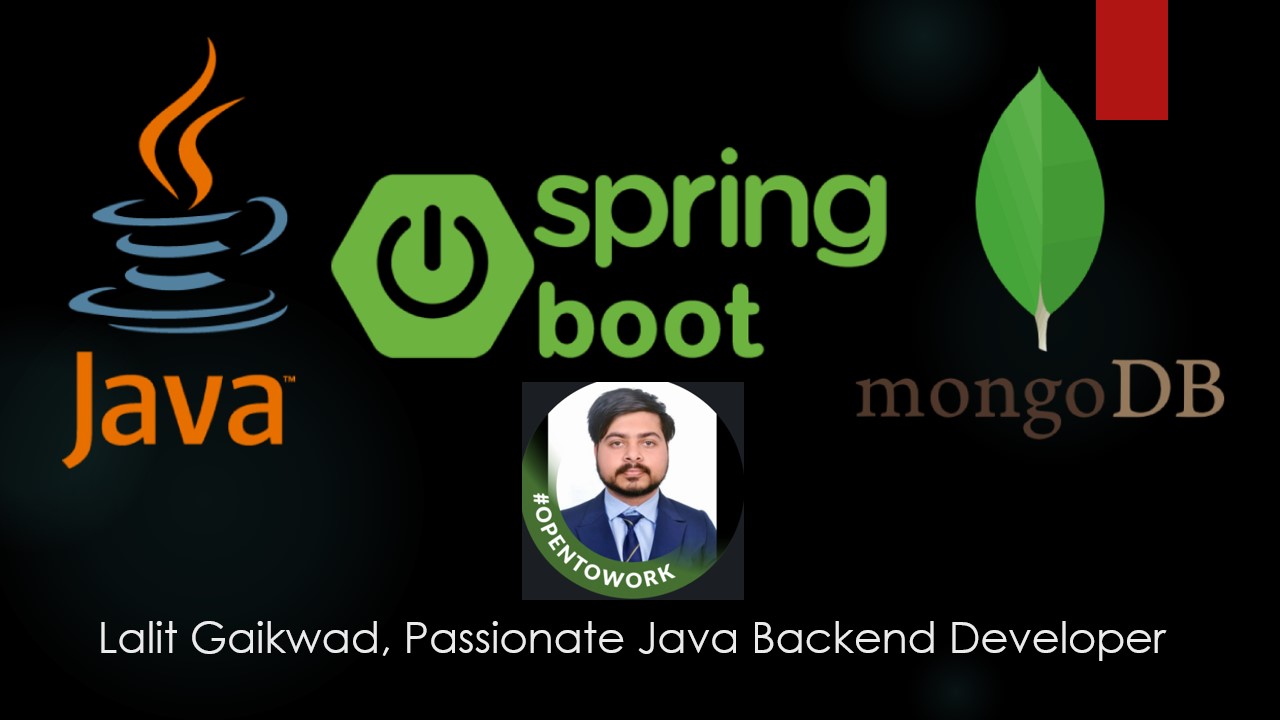 Java™
spring
boot
mongoDB
#OPENTOWORK
Lalit Gaikwad, Passionate Java Backend Developer